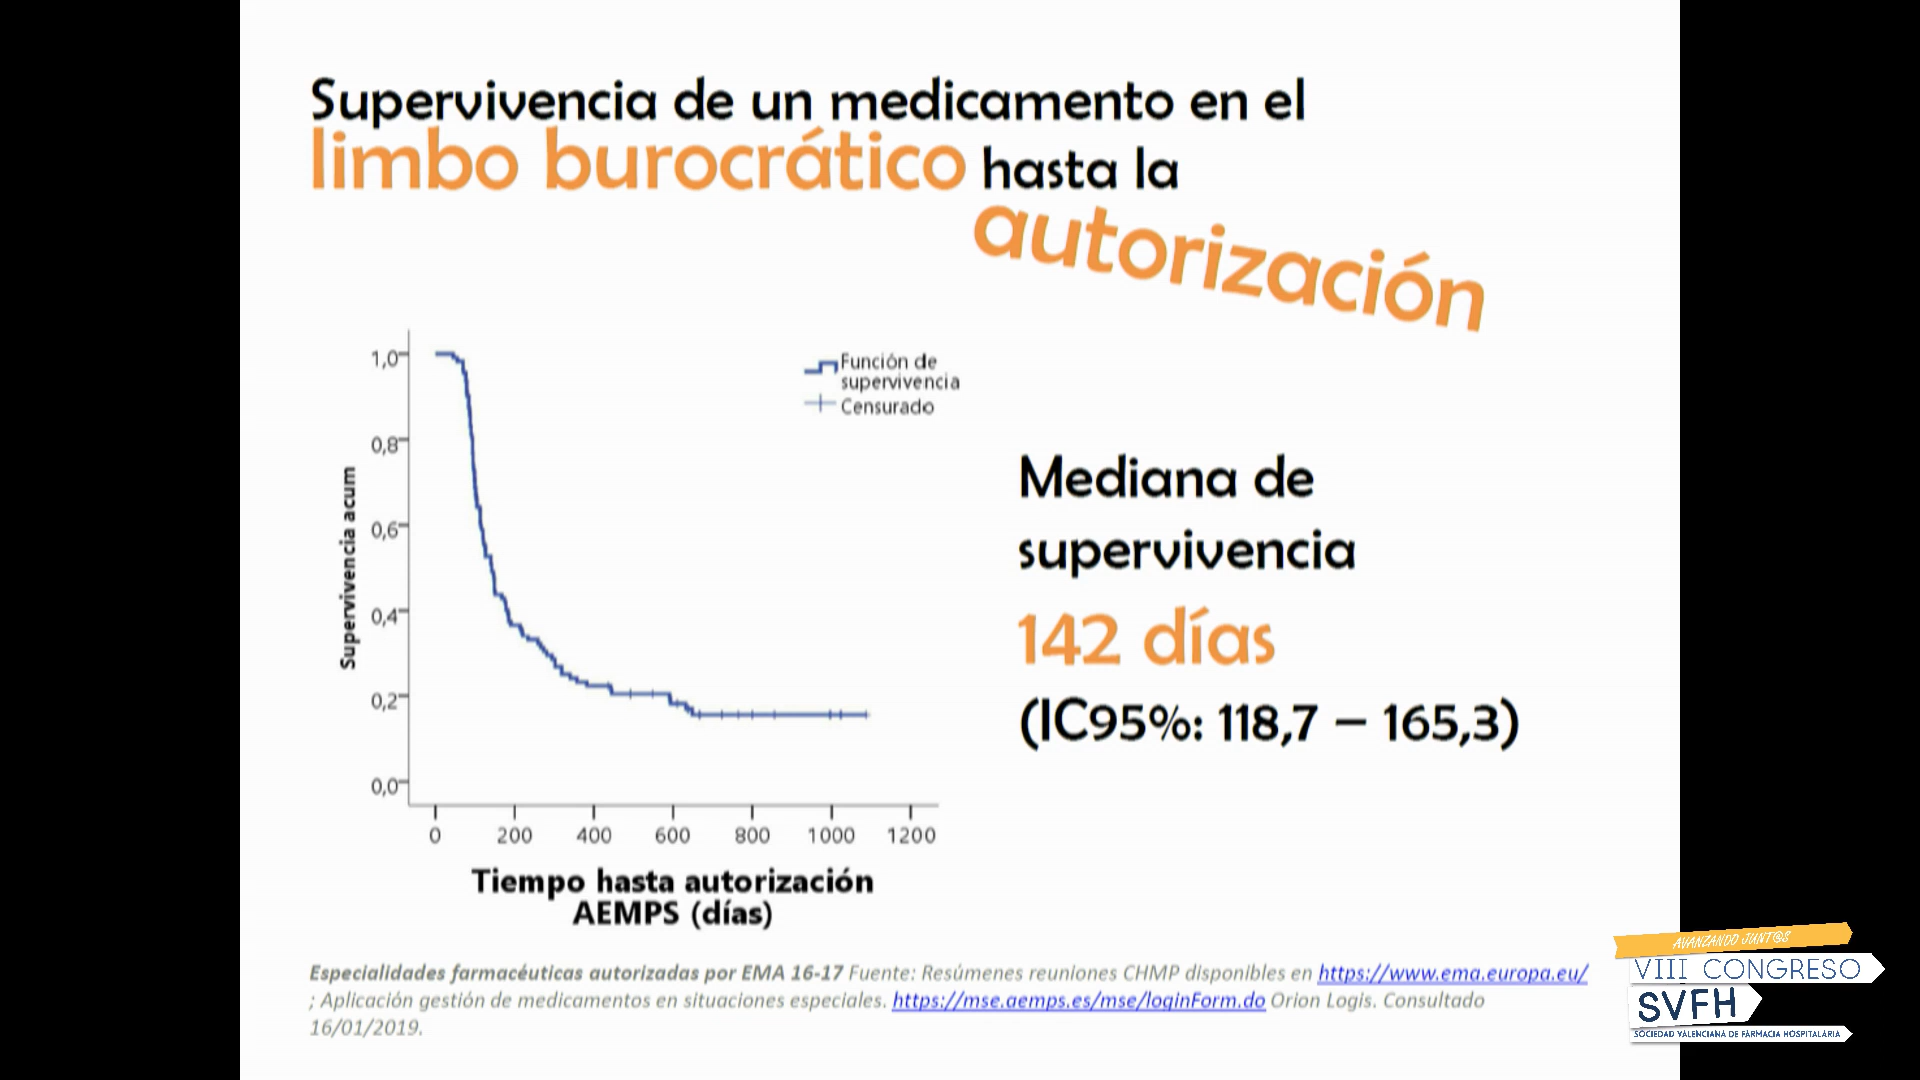 Supervivencia de un medicamento en el
limbo burocrático hasta la
autorización
1,0
0,8
0,6
0,4
0,2
0,0
Supervivencia acum
Función de
supervivencia
Censurado
0 200 400 600 800 1000 1200
Tiempo hasta autorización
AEMPS (días)
Mediana de
supervivencia
142 días
(IC95%: 118,7 – 165,3)
Especialidades farmacéuticas autorizadas por EMA 16-17 Fuente: Resúmenes reuniones CHMP disponibles en https://www.ema.europa.eu/
; Aplicación gestión de medicamentos en situaciones especiales. https://mse.aemps.es/mse/loginForm.do Orion Logis. Consultado
16/01/2019.
AVANZANDO JUNT@S
VIII CONGRESO
SVFH
SOCIEDAD VALENCIANA DE FARMACIA HOSPITALARIA